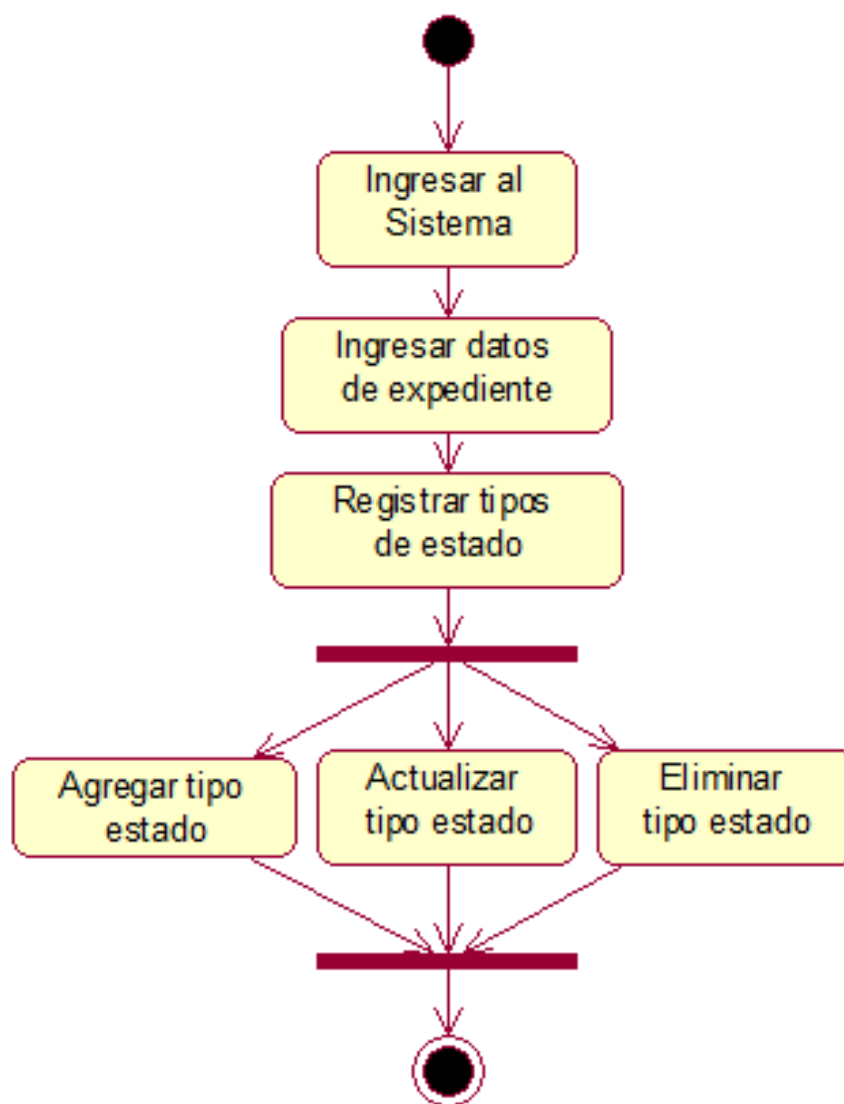 Ingresar al
Sistema
Ingresar datos
de expediente
Registrar tipos
de estado
Agregar tipo
estado
Actualizar
tipo estado
Eliminar
tipo estado